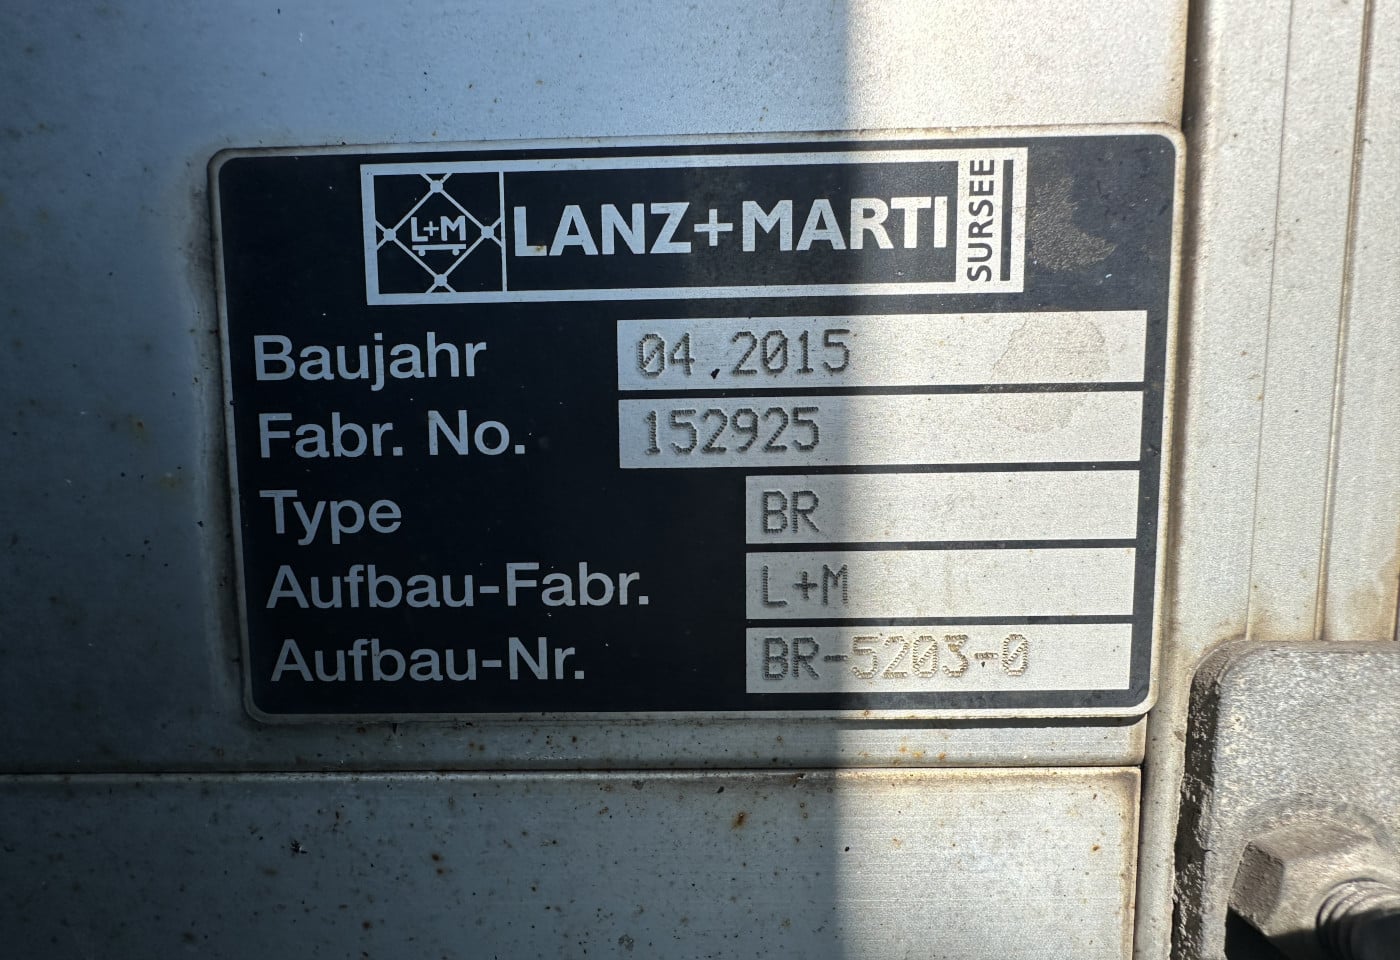 L+M
LANZ+MARTI
SURSEE
Baujahr 04.2015
Fabr. No. 152925
Type BR
Aufbau-Fabr. L+M
Aufbau-Nr. BR-5203-0